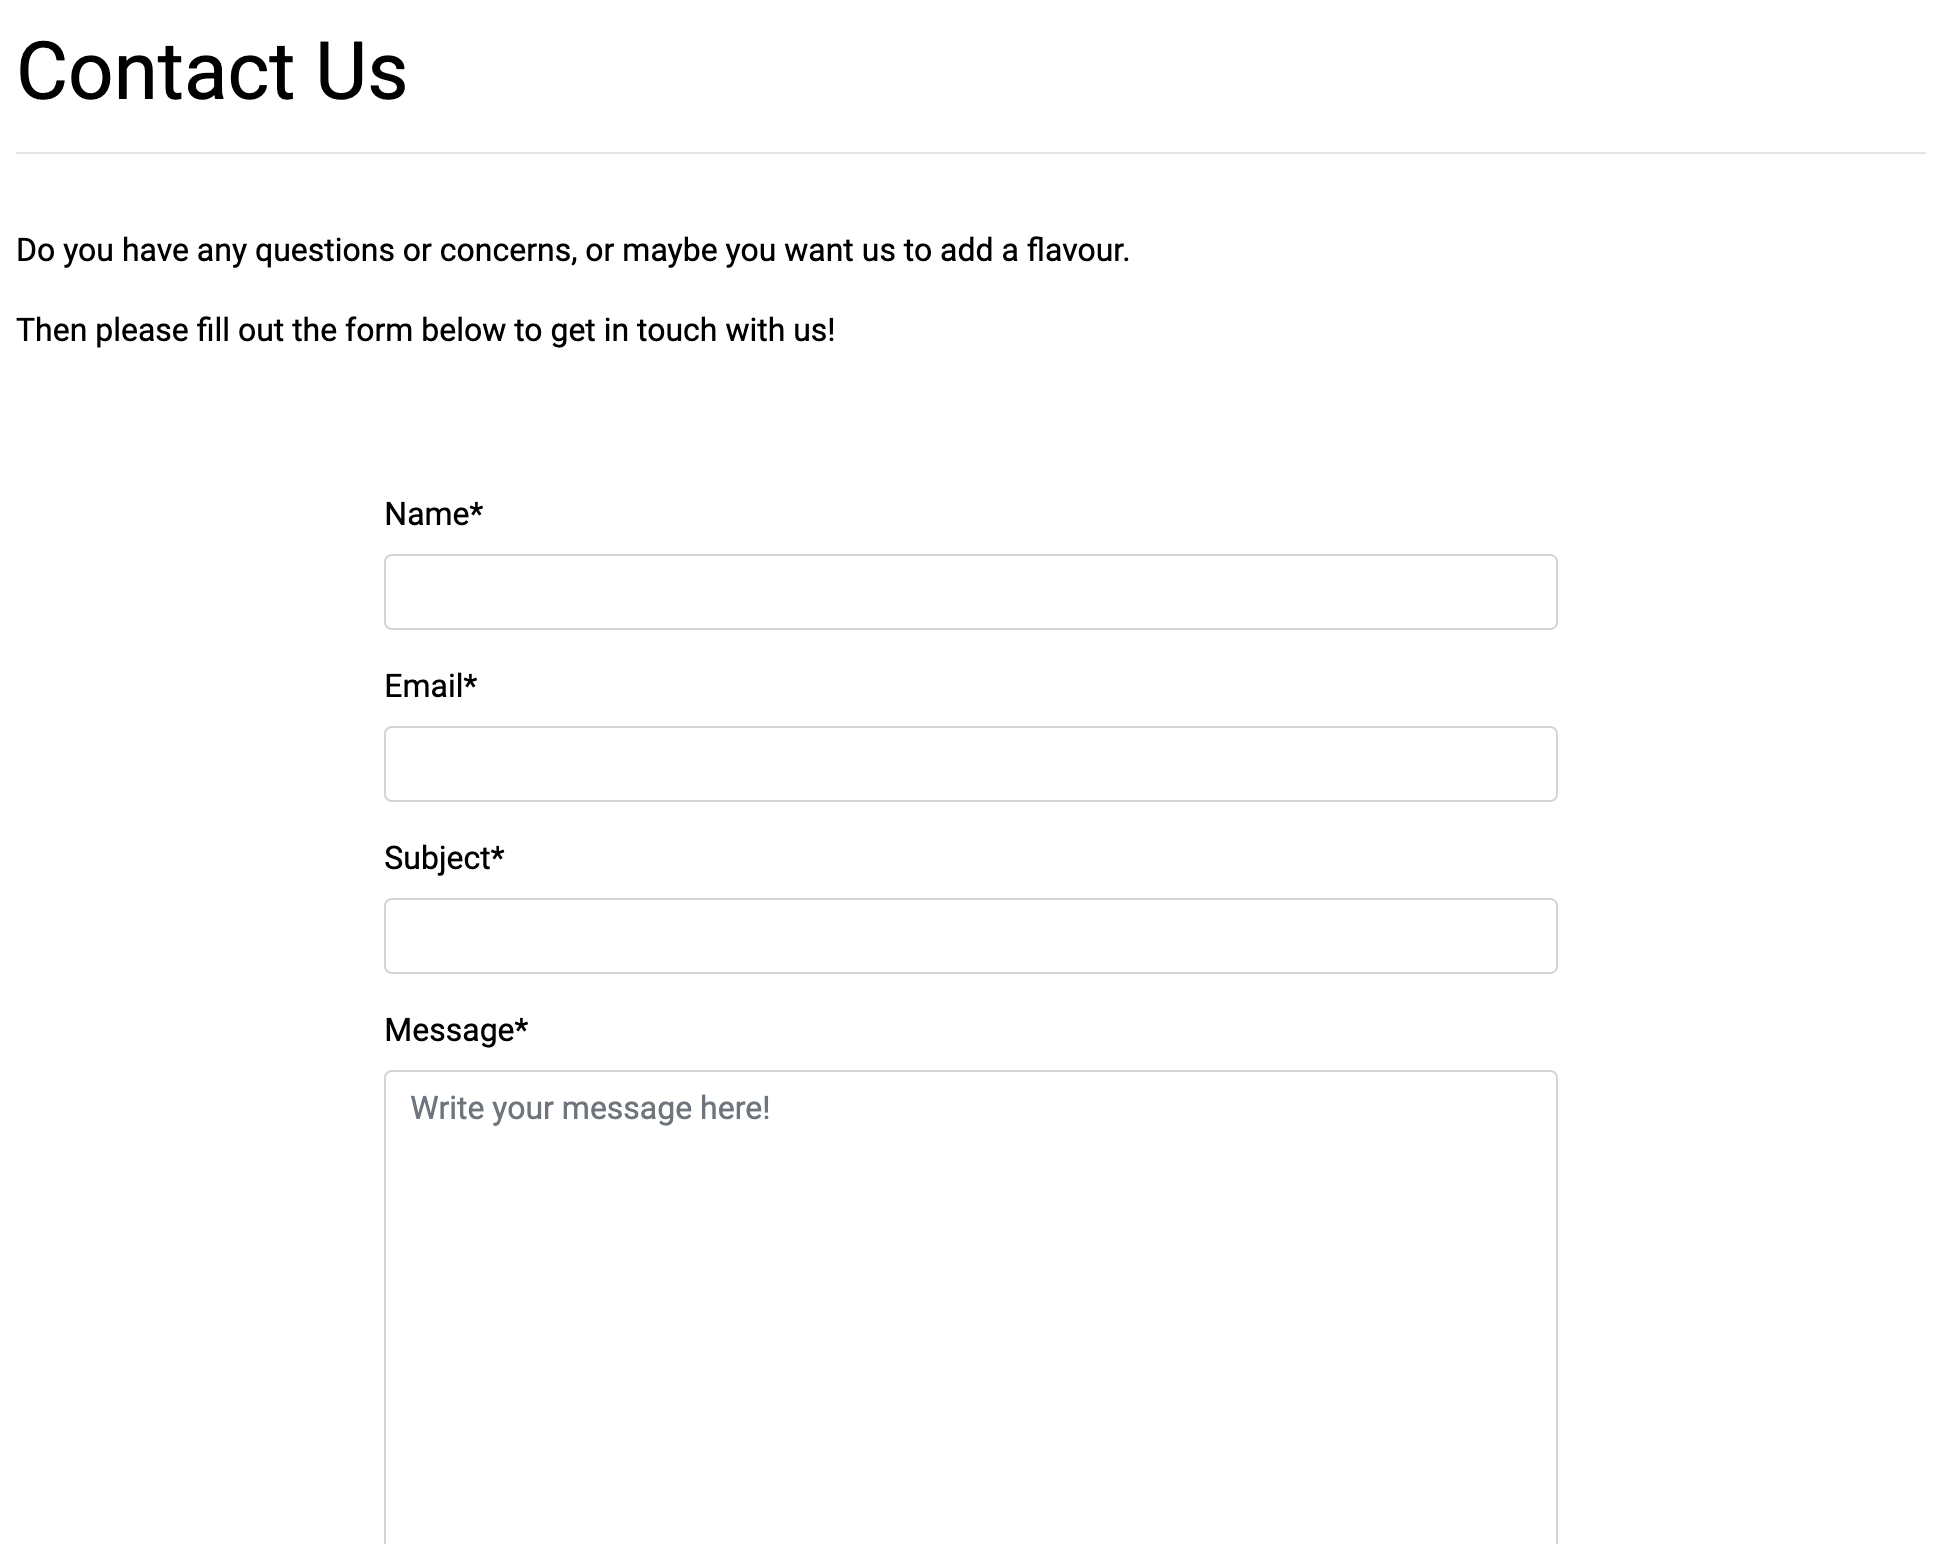 Contact Us
Do you have any questions or concerns, or maybe you want us to add a flavour.
Then please fill out the form below to get in touch with us!
Name*
Email*
Subject*
Message*
Write your message here!